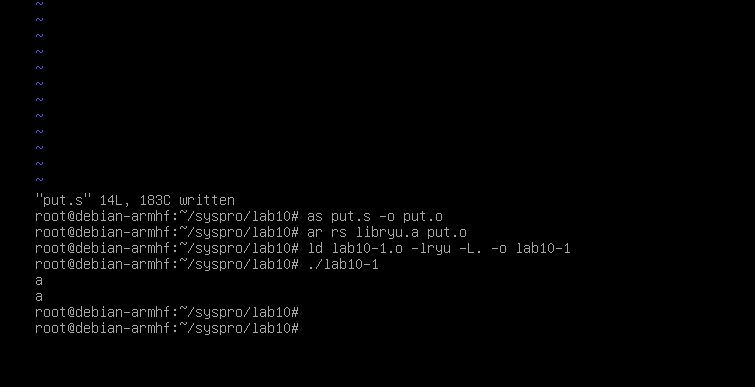 ~
~
~
~
~
~
~
~
~
~
~
~
"put.s" 14L, 183C written
root@debian-armhf:~/syspro/lab10# as put.s -o put.o
root@debian-armhf:~/syspro/lab10# ar rs libryu.a put.o
root@debian-armhf:~/syspro/lab10# ld lab10-1.o -lryu -L. -o lab10-1
root@debian-armhf:~/syspro/lab10# ./lab10-1
a
a
root@debian-armhf:~/syspro/lab10#
root@debian-armhf:~/syspro/lab10#